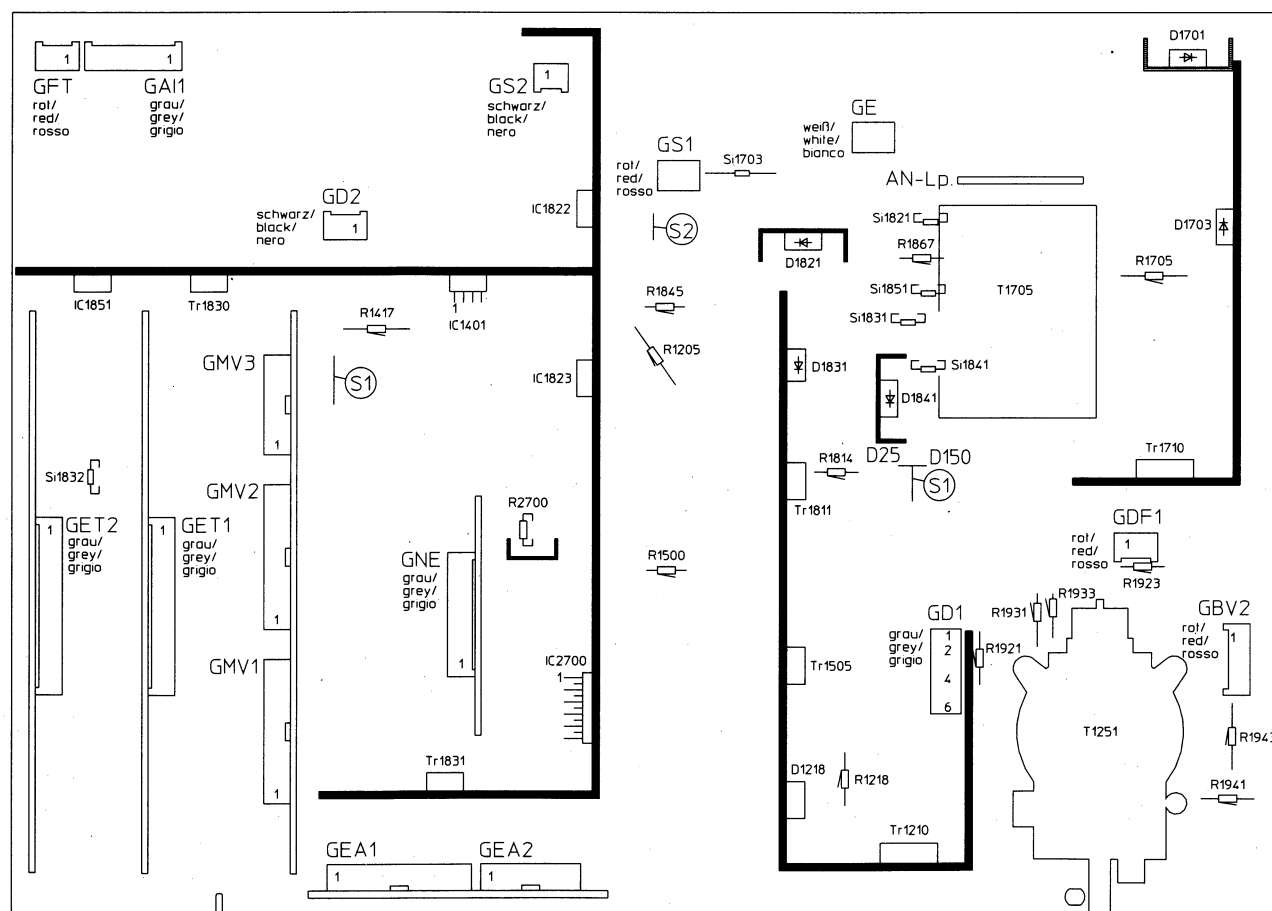 D1701
1
1
GFT
rot/
red/
rosso
GAI1
grau/
grey/
grigio
1
GS2
schwarz/
black/
nero
GE
weiß/
white/
bianco
GS1
rot/
red/
rosso
Si1703
AN-Lp.
GD2
schwarz/
black/
nero
1
IC1822
S2
Si1821
D1703
R1867
D1821
R1705
IC1851
Tr1830
1
IC1401
R1417
R1845
Si1851
T1705
Si1831
R1205
GMV3
S1
IC1823
D1831
Si1841
D1841
1
Si1832
GMV2
R2700
R1814
D25
D150
S1
Tr1710
Tr1811
GET2
grau/
grey/
grigio
1
GET1
grau/
grey/
grigio
1
GNE
grau/
grey/
grigio
R1500
GDF1
rot/
red/
rosso
1
R1923
R1931
R1933
1
GD1
grau/
grey/
grigio
1
2
4
6
R1921
GBV2
rot/
red/
rosso
1
GMV1
1
IC2700
1
Tr1505
T1251
R1943
Tr1831
D1218
R1218
R1941
1
Tr1210
GEA1
1
GEA2
1